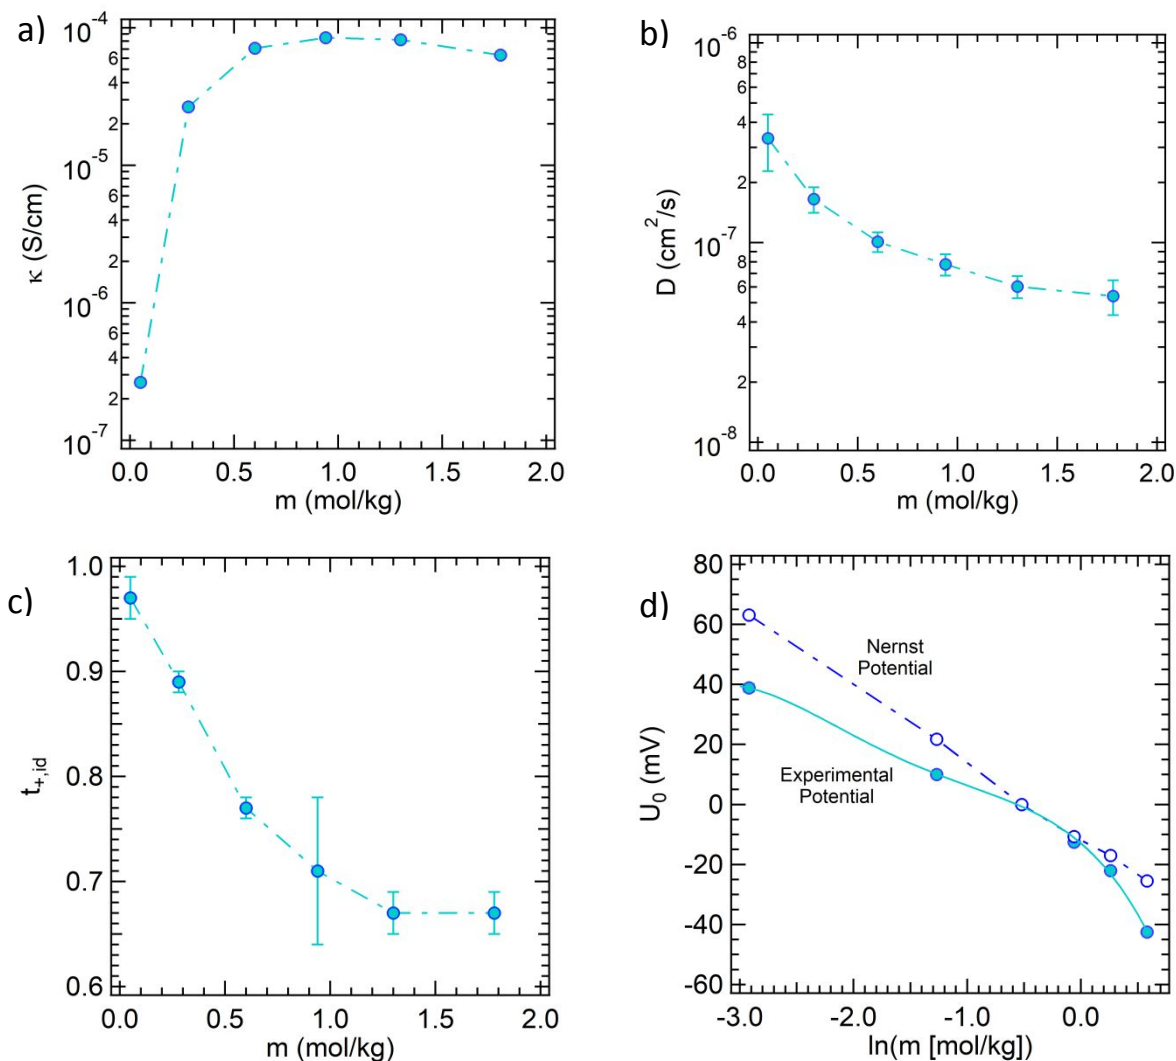 a)
10⁻⁴
6
4
2
10⁻⁵
6
4
2
10⁻⁶
6
4
2
10⁻⁷
κ (S/cm)
0.0 0.5 1.0 1.5 2.0
m (mol/kg)
b)
10⁻⁶
8
6
4
2
10⁻⁷
8
6
4
2
10⁻⁸
D (cm²/s)
0.0 0.5 1.0 1.5 2.0
m (mol/kg)
c)
1.0
0.9
0.8
0.7
0.6
t₊,id
0.0 0.5 1.0 1.5 2.0
m (mol/kg)
d)
80
60
40
20
0
-20
-40
-60
U₀ (mV)
Nernst
Potential
Experimental
Potential
-3.0 -2.0 -1.0 0.0
ln(m [mol/kg])